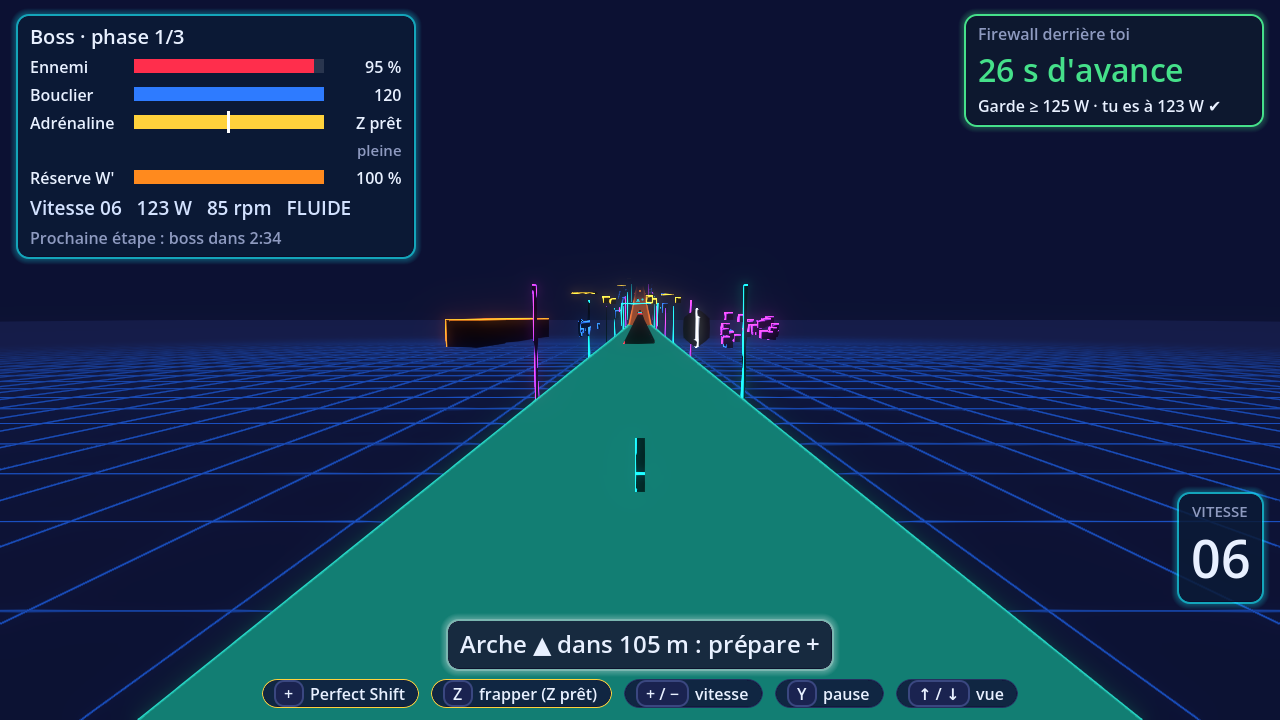 Boss · phase 1/3
Ennemi 95 %
Bouclier 120
Adrénaline Z prêt
pleine
Réserve W' 100 %
Vitesse 06 123 W 85 rpm FLUIDE
Prochaine étape : boss dans 2:34
Firewall derrière toi
26 s d'avance
Garde ≥ 125 W · tu es à 123 W ✔
VITESSE
06
Arche ▲ dans 105 m : prépare +
+ Perfect Shift Z frapper (Z prêt) + / − vitesse Y pause ↑ / ↓ vue